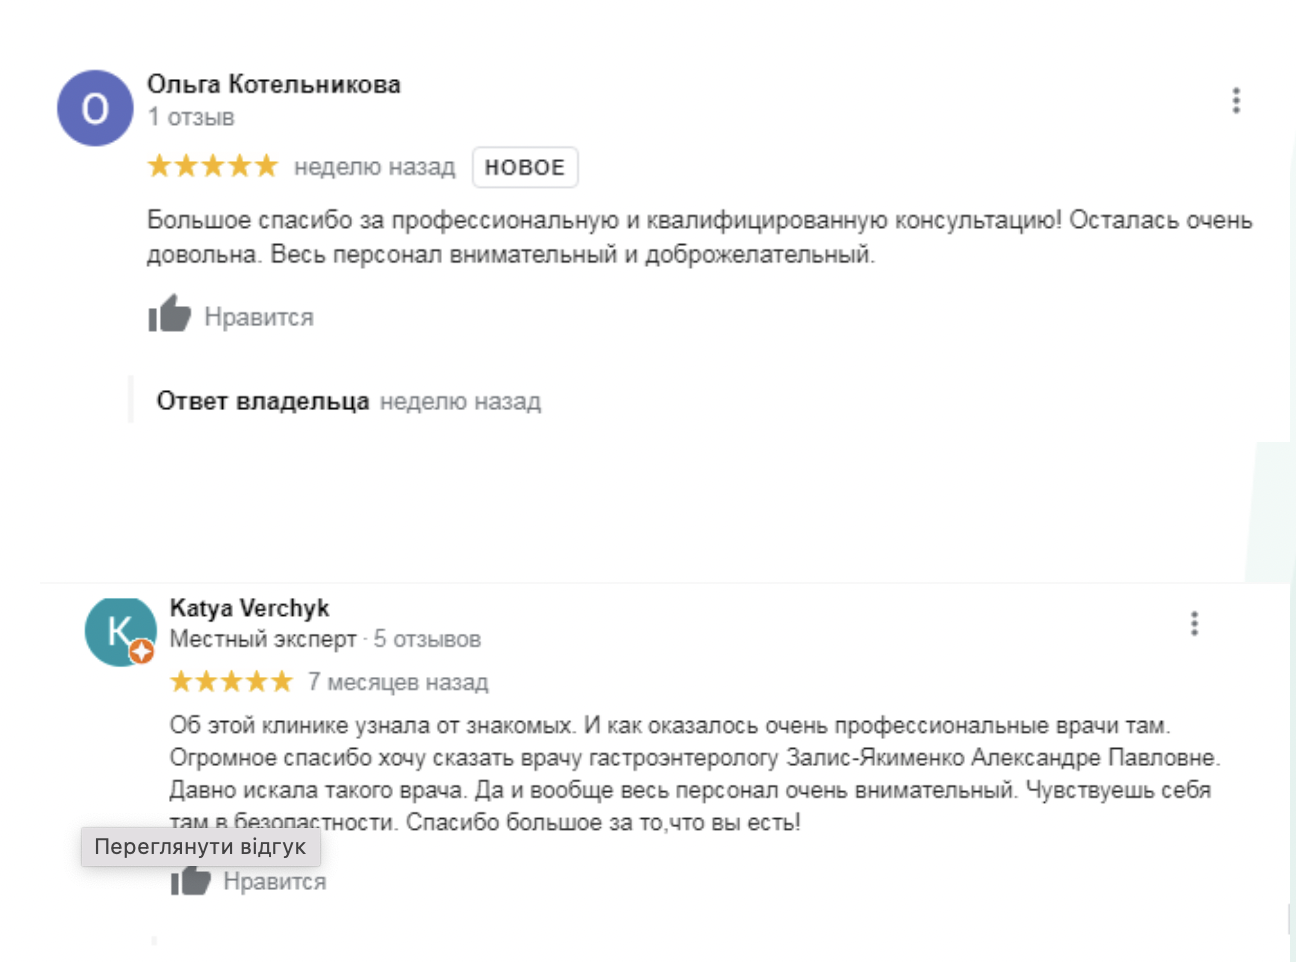 О
Ольга Котельникова
1 отзыв
неделю назад НОВОЕ
Большое спасибо за профессиональную и квалифицированную консультацию! Осталась очень
довольна. Весь персонал внимательный и доброжелательный.
Нравится
Ответ владельца неделю назад
K
Katya Verchyk
Местный эксперт · 5 отзывов
7 месяцев назад
Об этой клинике узнала от знакомых. И как оказалось очень профессиональные врачи там.
Огромное спасибо хочу сказать врачу гастроэнтерологу Залис-Якименко Александре Павловне.
Давно искала такого врача. Да и вообще весь персонал очень внимательный. Чувствуешь себя
там в безопастности. Спасибо большое за то,что вы есть!
Переглянути відгук
Нравится